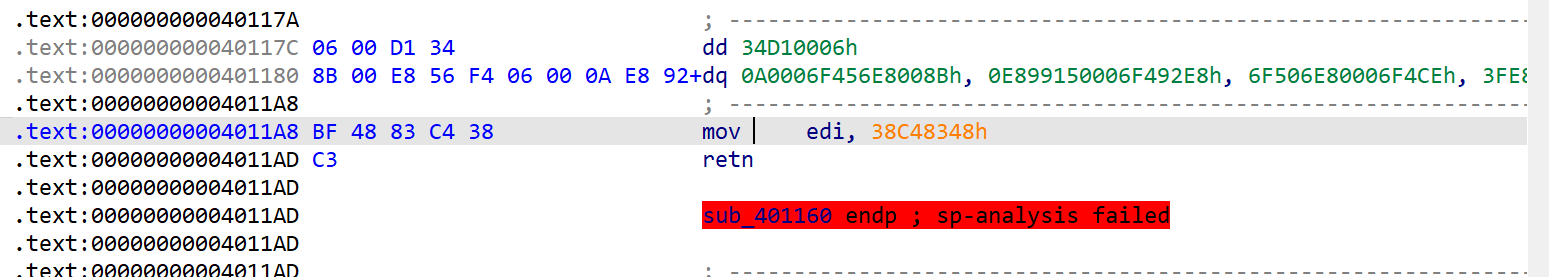 .text:000000000040117A ; ---------------------------------------------------------------
.text:000000000040117C 06 00 D1 34 dd 34D10006h
.text:0000000000401180 8B 00 E8 56 F4 06 00 0A E8 92+dq 0A0006F456E8008Bh, 0E899150006F492E8h, 6F506E80006F4CEh, 3FE8
.text:00000000004011A8 ; ---------------------------------------------------------------
.text:00000000004011A8 BF 48 83 C4 38 mov edi, 38C48348h
.text:00000000004011AD C3 retn
.text:00000000004011AD
.text:00000000004011AD sub_401160 endp ; sp-analysis failed
.text:00000000004011AD
.text:00000000004011AD ; ---------------------------------------------------------------